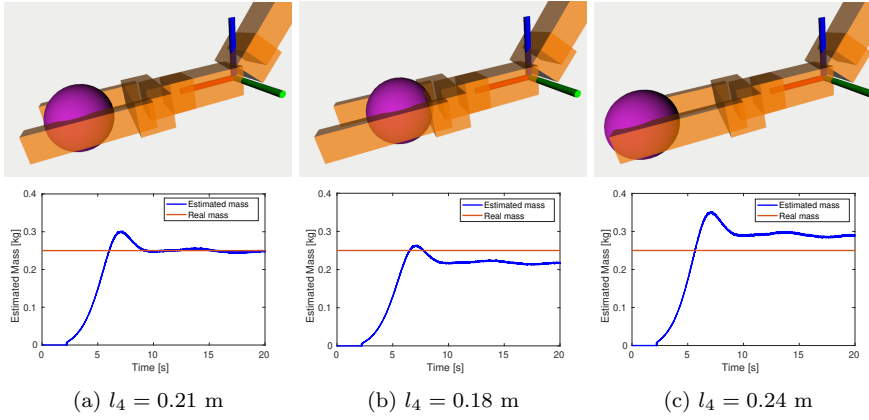 0.4
0.3
0.2
0.1
0
Estimated Mass [kg]
Estimated mass
Real mass
0 5 10 15 20
Time [s]
0.4
0.3
0.2
0.1
0
Estimated Mass [kg]
Estimated mass
Real mass
0 5 10 15 20
Time [s]
0.4
0.3
0.2
0.1
0
Estimated Mass [kg]
Estimated mass
Real mass
0 5 10 15 20
Time [s]
(a) l₄ = 0.21 m
(b) l₄ = 0.18 m
(c) l₄ = 0.24 m